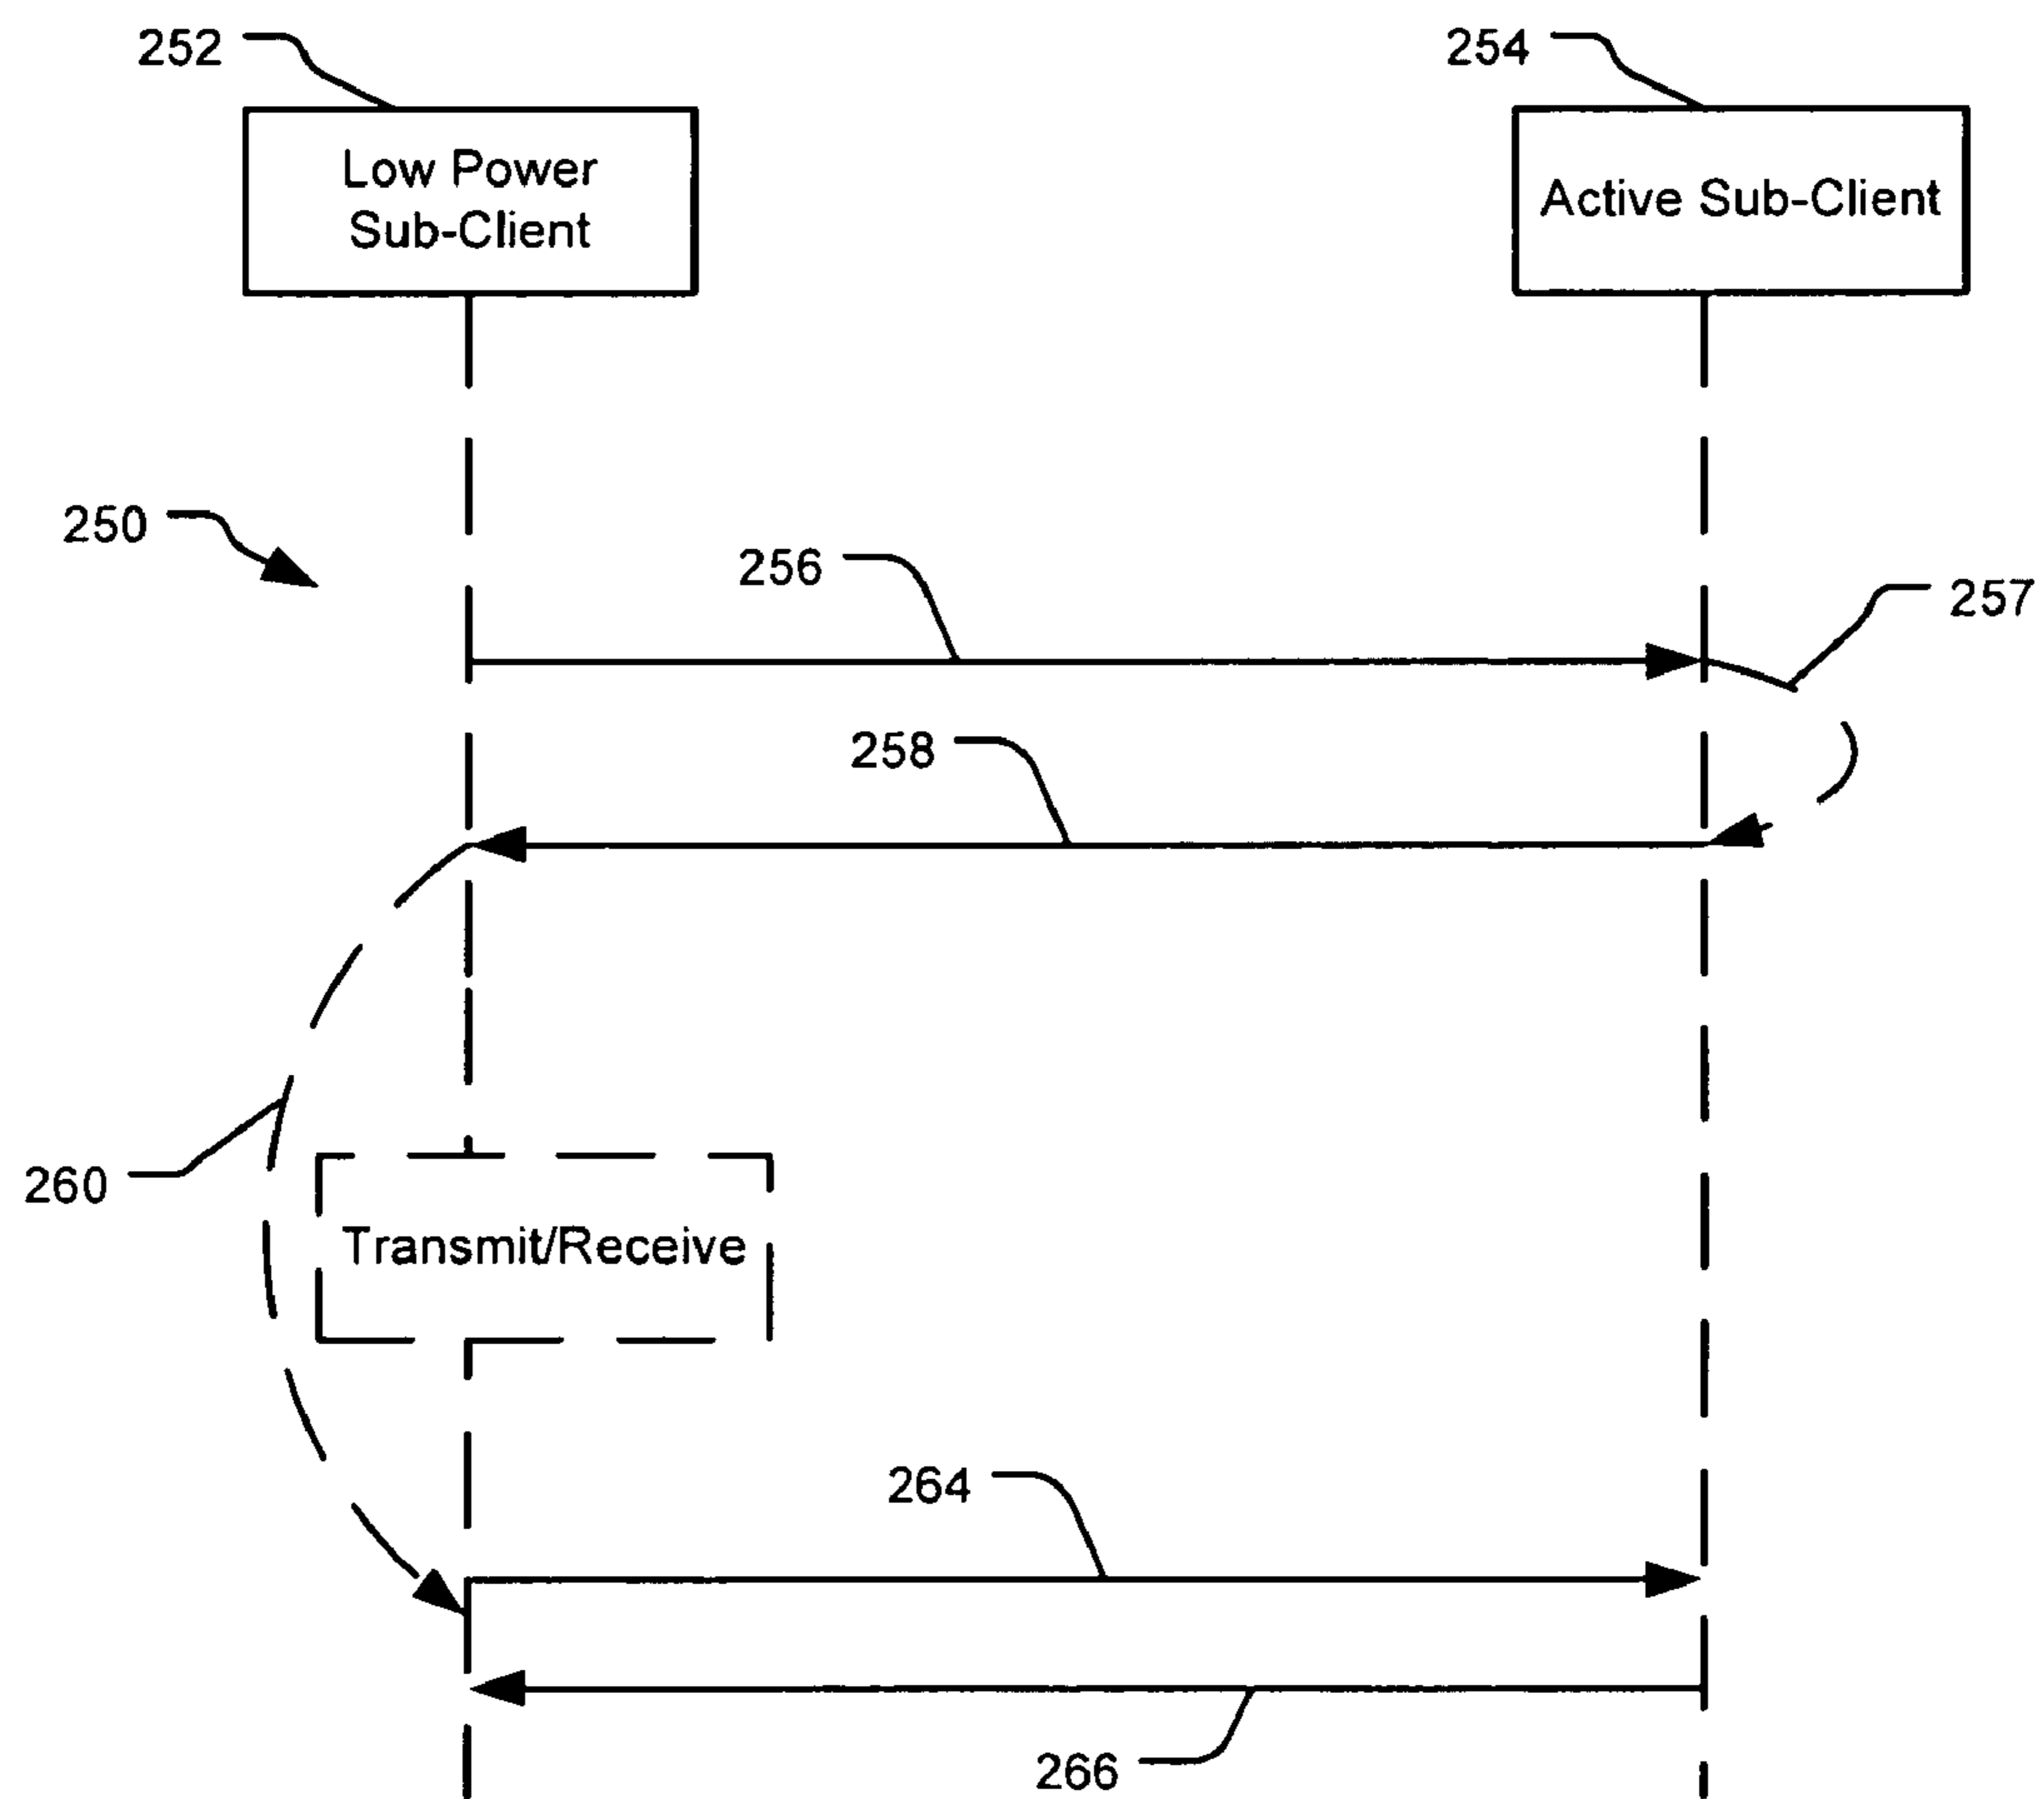 252
254
Low Power
Sub-Client
Active Sub-Client
250
256
257
258
260
Transmit/Receive
264
266